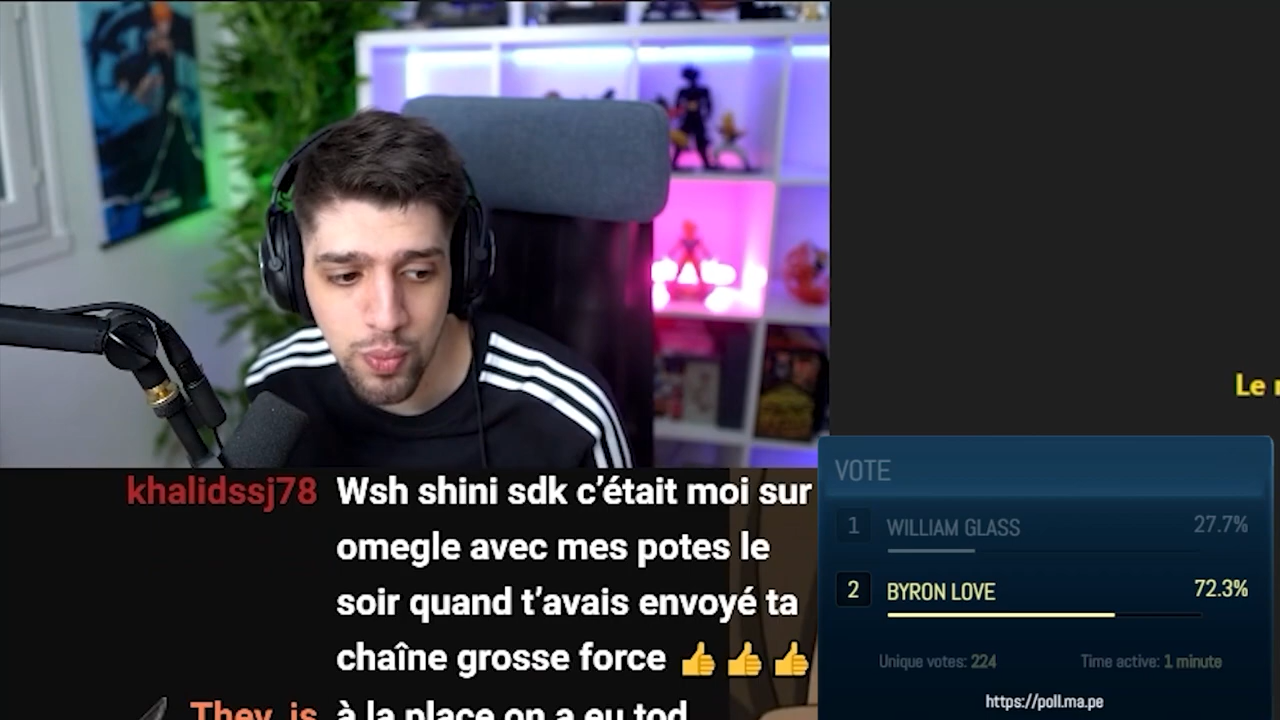 Le
khalidssj78 Wsh shini sdk c'était moi sur
omegle avec mes potes le
soir quand t'avais envoyé ta
chaîne grosse force 👍 👍 👍
They_is à la place on a eu tod
VOTE
1 WILLIAM GLASS 27.7%
2 BYRON LOVE 72.3%
Unique votes: 224 Time active: 1 minute
https://poll.ma.pe